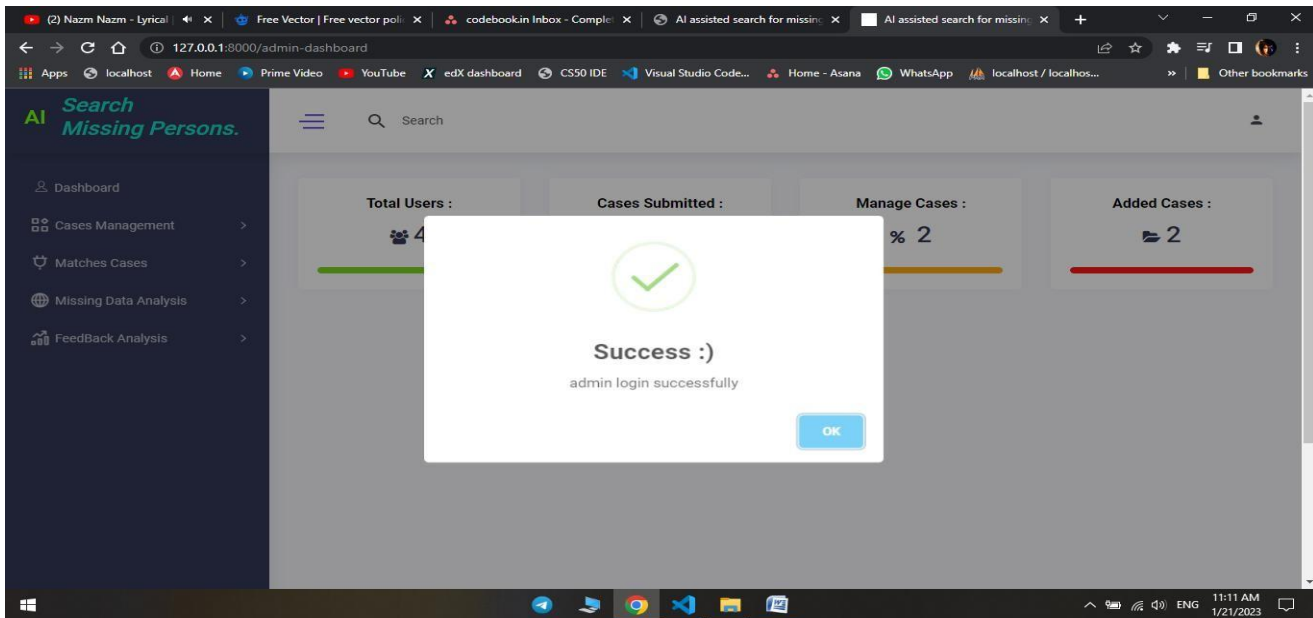 (2) Nazm Nazm - Lyrical
Free Vector | Free vector poli
codebook.in Inbox - Complet
AI assisted search for missing
AI assisted search for missing
127.0.0.1:8000/admin-dashboard
Apps
localhost
Home
Prime Video
YouTube
edX dashboard
CS50 IDE
Visual Studio Code...
Home - Asana
WhatsApp
localhost / localhos...
Other bookmarks
AI
Search
Missing Persons.
Search
Dashboard
Cases Management
Matches Cases
Missing Data Analysis
FeedBack Analysis
Total Users :
4
Cases Submitted :
Manage Cases :
% 2
Added Cases :
2
Success :)
admin login successfully
OK
ENG
11:11 AM
1/21/2023